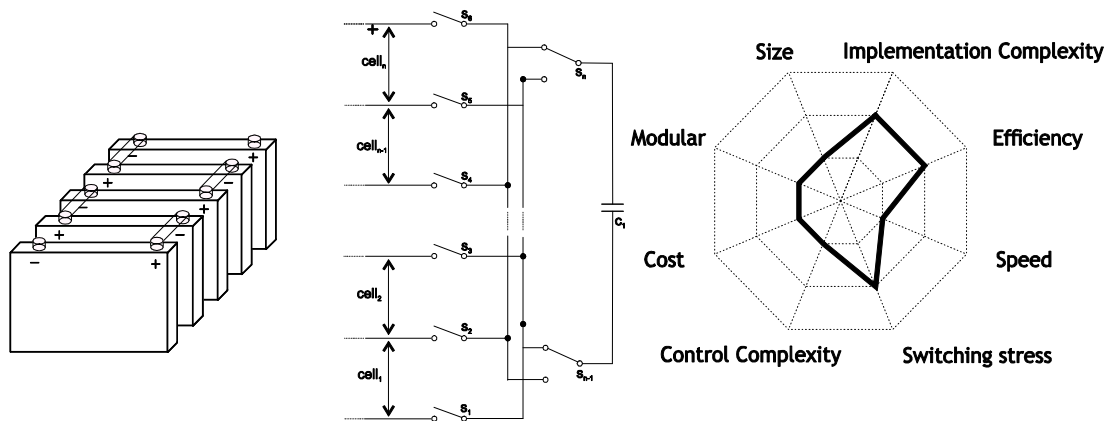 − +
+ −
− +
+ −
− +
+
cellₙ
cellₙ₋₁
cell₂
cell₁
S₆
S₅
S₄
S₃
S₂
S₁
Sₙ
Sₙ₋₁
C₁
Size
Implementation Complexity
Modular
Efficiency
Cost
Speed
Control Complexity
Switching stress